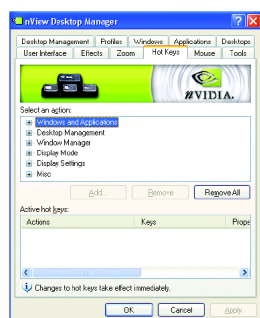 nView Desktop Manager
Desktop Management Profiles Windows Applications Desktops
User Interface Effects Zoom Hot Keys Mouse Tools
nVIDIA.
Select an action:
Windows and Applications
Desktop Management
Window Manager
Display Mode
Display Settings
Misc
Add... Remove Remove All
Active hot keys:
Actions Keys Prope
Changes to hot keys take effect immediately.
OK Cancel Apply